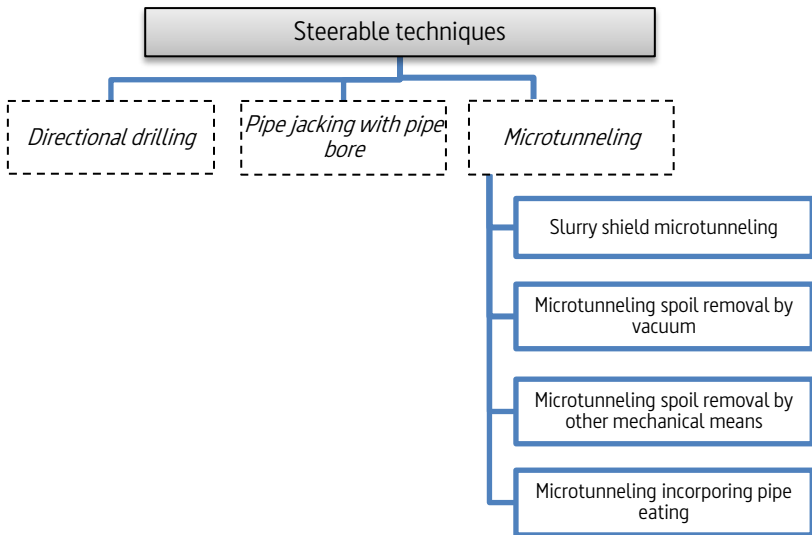 Steerable techniques
Directional drilling
Pipe jacking with pipe
bore
Microtunneling
Slurry shield microtunneling
Microtunneling spoil removal by
vacuum
Microtunneling spoil removal by
other mechanical means
Microtunneling incorporing pipe
eating